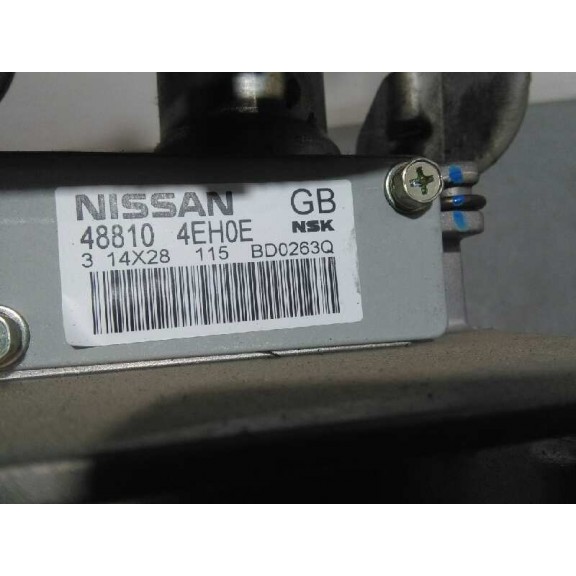 NISSAN GB
48810 4EH0E NSK
3 14X28 115 BD0263Q